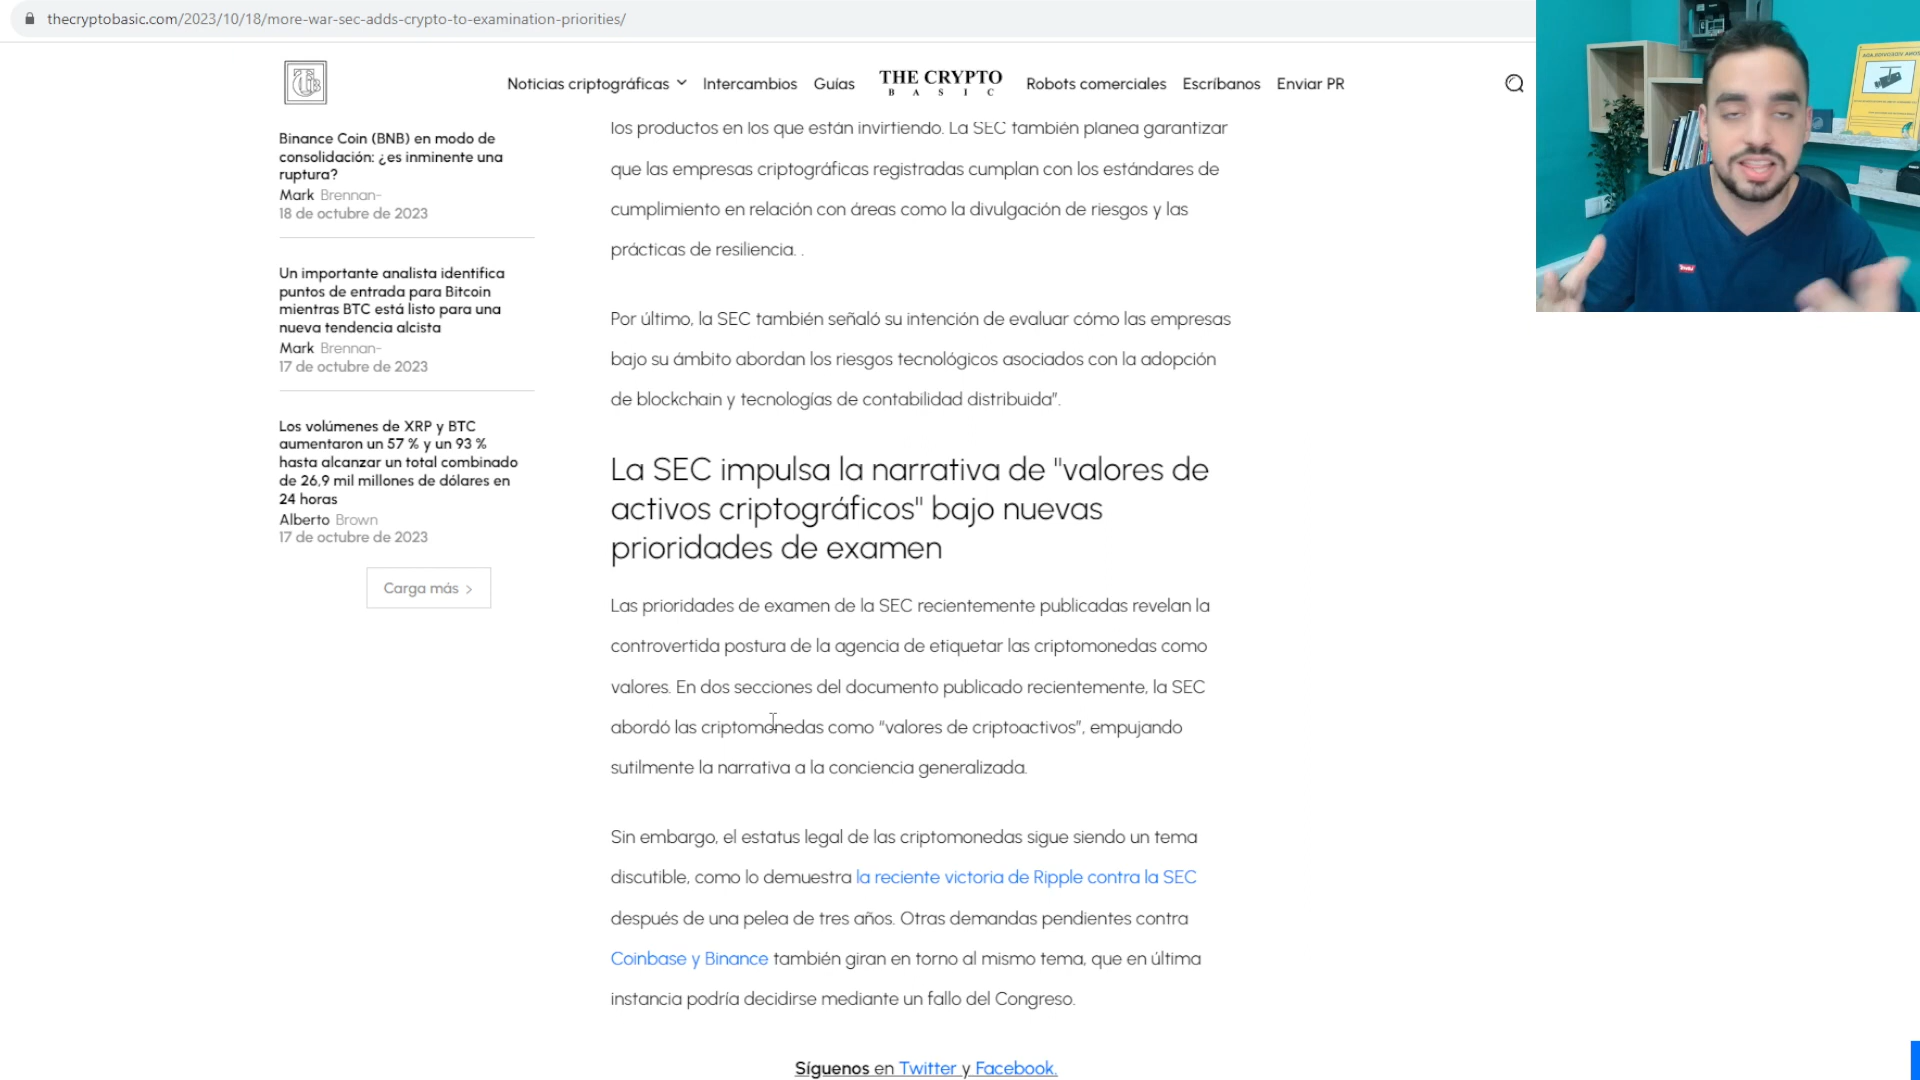 thecryptobasic.com/2023/10/18/more-war-sec-adds-crypto-to-examination-priorities/
Noticias criptográficas
Intercambios
Guías
THE CRYPTO
BASIC
Robots comerciales
Escríbanos
Enviar PR
Binance Coin (BNB) en modo de
consolidación: ¿es inminente una
ruptura?
Mark Brennan-
18 de octubre de 2023
Un importante analista identifica
puntos de entrada para Bitcoin
mientras BTC está listo para una
nueva tendencia alcista
Mark Brennan-
17 de octubre de 2023
Los volúmenes de XRP y BTC
aumentaron un 57 % y un 93 %
hasta alcanzar un total combinado
de 26,9 mil millones de dólares en
24 horas
Alberto Brown
17 de octubre de 2023
Carga más
los productos en los que están invirtiendo. La SEC también planea garantizar
que las empresas criptográficas registradas cumplan con los estándares de
cumplimiento en relación con áreas como la divulgación de riesgos y las
prácticas de resiliencia. .
Por último, la SEC también señaló su intención de evaluar cómo las empresas
bajo su ámbito abordan los riesgos tecnológicos asociados con la adopción
de blockchain y tecnologías de contabilidad distribuida”.
La SEC impulsa la narrativa de "valores de
activos criptográficos" bajo nuevas
prioridades de examen
Las prioridades de examen de la SEC recientemente publicadas revelan la
controvertida postura de la agencia de etiquetar las criptomonedas como
valores. En dos secciones del documento publicado recientemente, la SEC
abordó las criptomonedas como “valores de criptoactivos”, empujando
sutilmente la narrativa a la conciencia generalizada.
Sin embargo, el estatus legal de las criptomonedas sigue siendo un tema
discutible, como lo demuestra la reciente victoria de Ripple contra la SEC
después de una pelea de tres años. Otras demandas pendientes contra
Coinbase y Binance también giran en torno al mismo tema, que en última
instancia podría decidirse mediante un fallo del Congreso.
Síguenos en Twitter y Facebook.